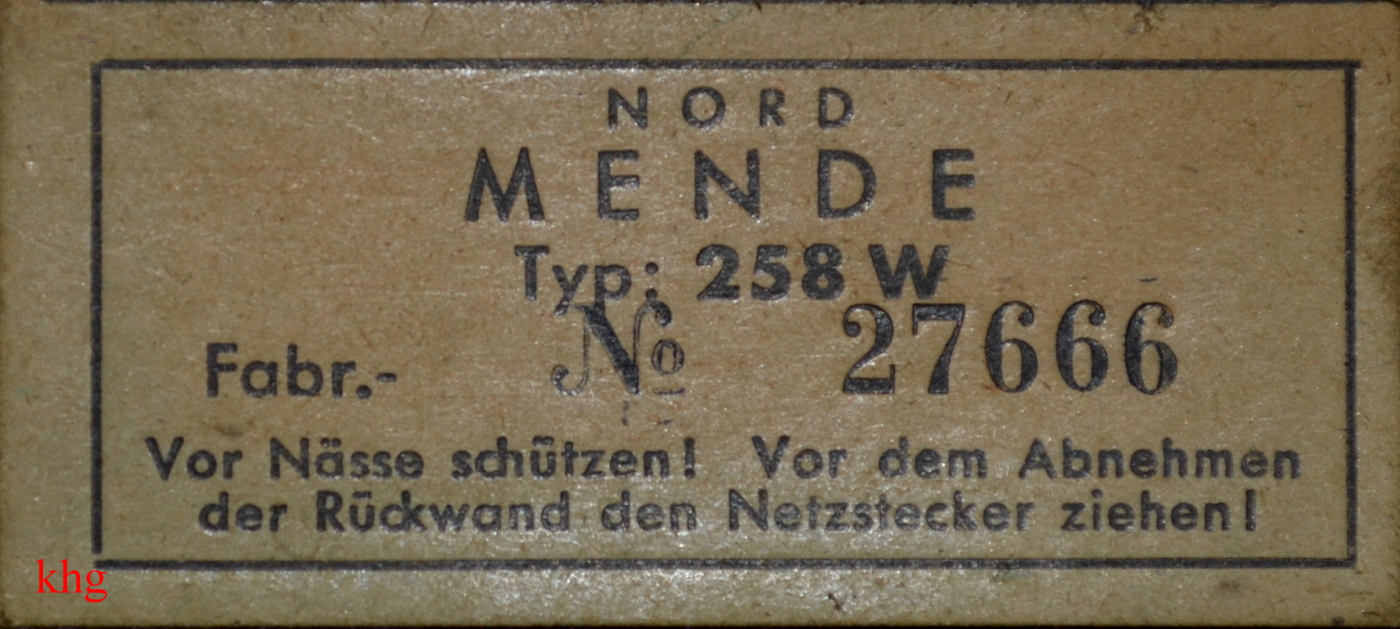 NORD
MENDE
Typ: 258 W
Fabr.- № 27666
Vor Nässe schützen! Vor dem Abnehmen
der Rückwand den Netzstecker ziehen!
khg